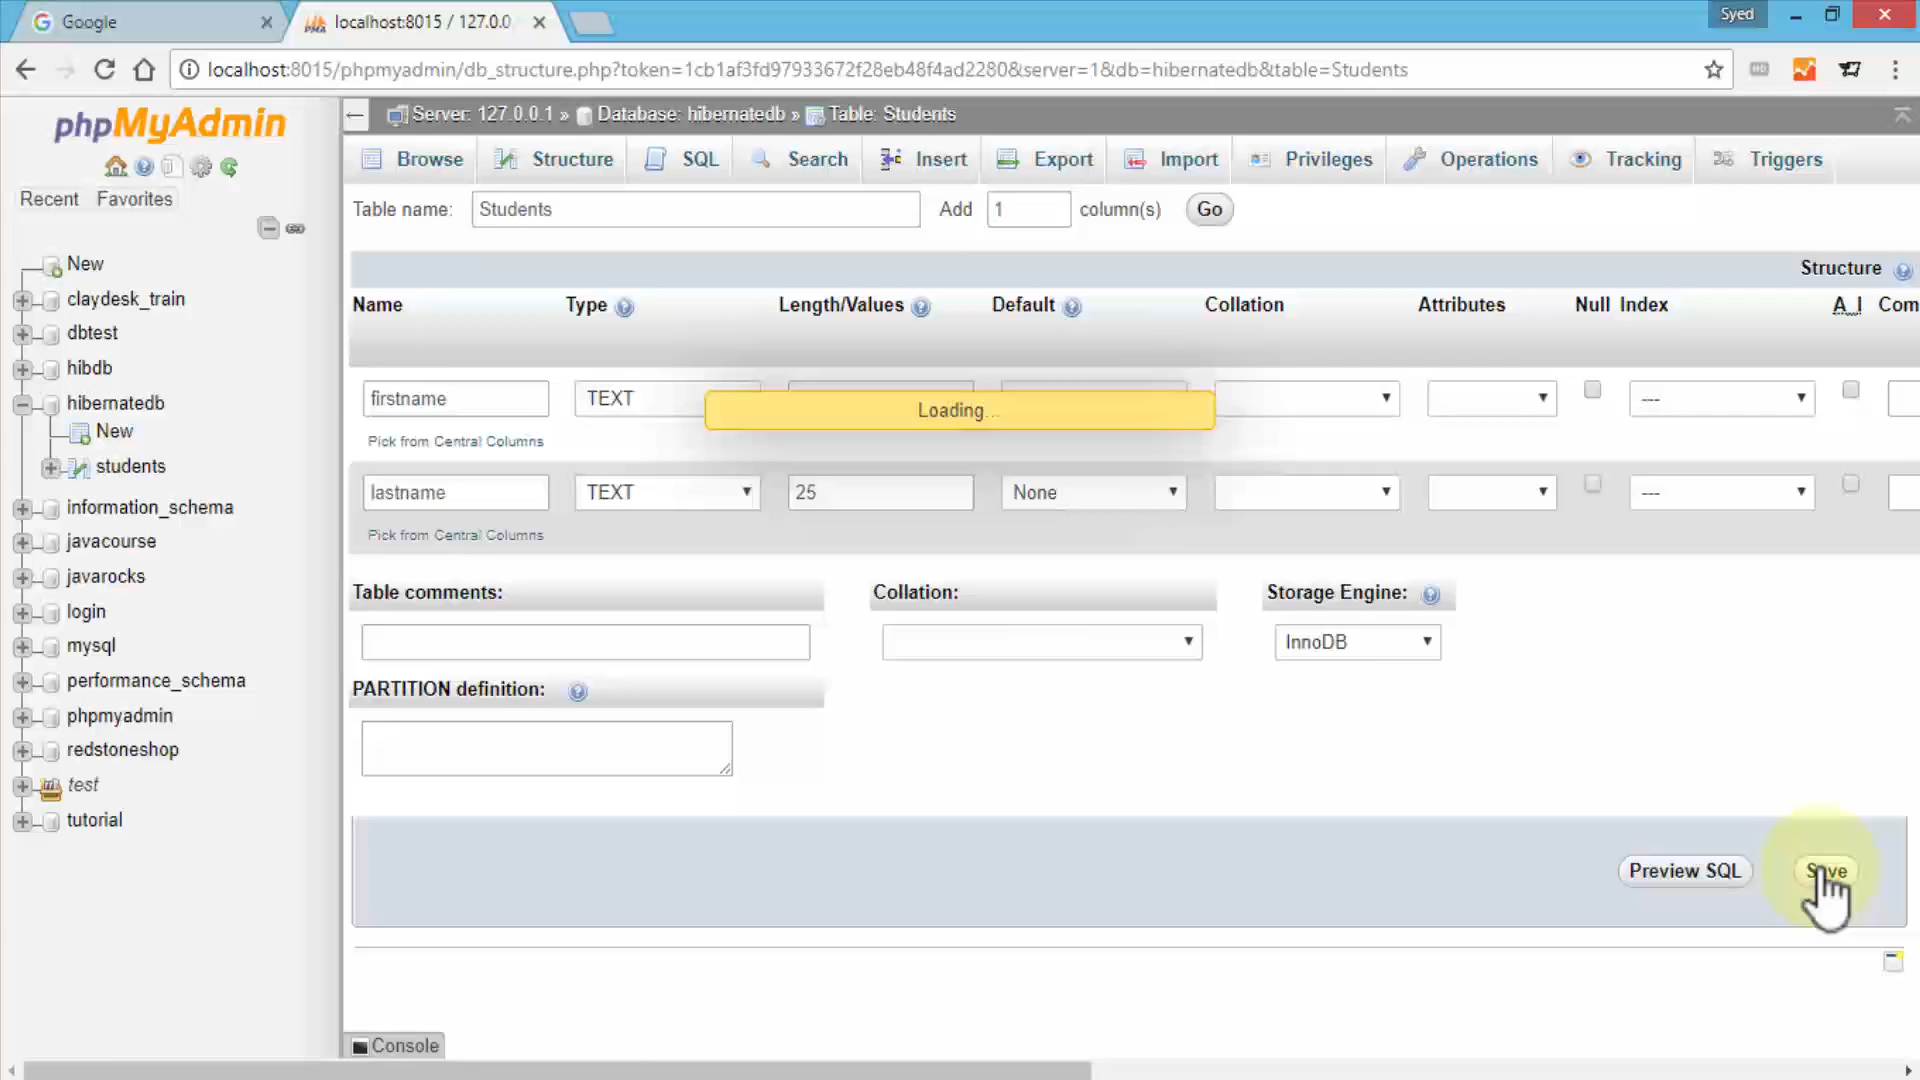 Google
localhost:8015 / 127.0.0
Syed
localhost:8015/phpmyadmin/db_structure.php?token=1cb1af3fd97933672f28eb48f4ad2280&server=1&db=hibernatedb&table=Students
phpMyAdmin
Recent Favorites
New
claydesk_train
dbtest
hibdb
hibernatedb
New
students
information_schema
javacourse
javarocks
login
mysql
performance_schema
phpmyadmin
redstoneshop
test
tutorial
Server: 127.0.0.1 » Database: hibernatedb » Table: Students
Browse Structure SQL Search Insert Export Import Privileges Operations Tracking Triggers
Table name: Students Add 1 column(s) Go
Structure
Name Type Length/Values Default Collation Attributes Null Index A_I Com
firstname TEXT ---
Loading...
Pick from Central Columns
lastname TEXT 25 None ---
Pick from Central Columns
Table comments: Collation: Storage Engine:
InnoDB
PARTITION definition:
Preview SQL Save
Console